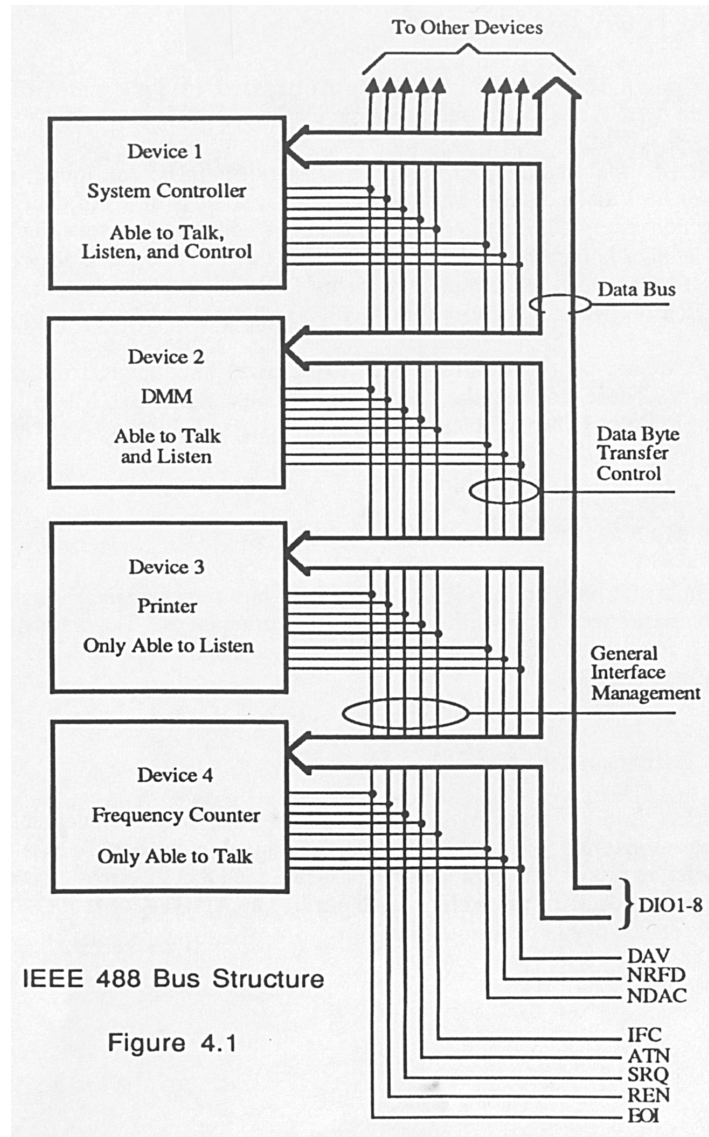 To Other Devices
Device 1
System Controller
Able to Talk,
Listen, and Control
Data Bus
Device 2
DMM
Able to Talk
and Listen
Data Byte
Transfer
Control
Device 3
Printer
Only Able to Listen
General
Interface
Management
Device 4
Frequency Counter
Only Able to Talk
DIO1-8
DAV
NRFD
NDAC
IFC
ATN
SRQ
REN
EOI
IEEE 488 Bus Structure
Figure 4.1